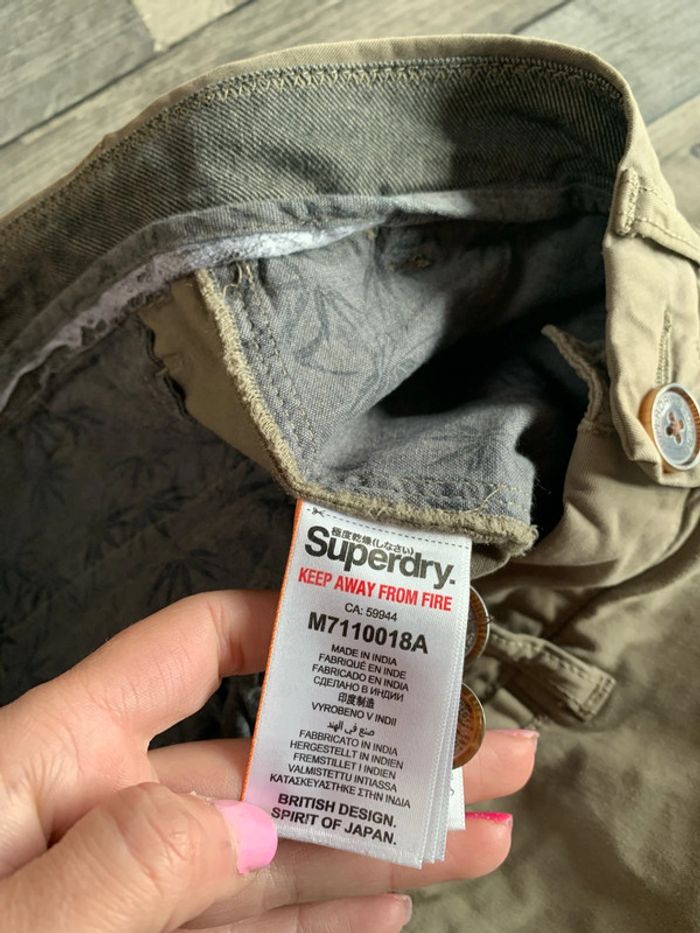 極度乾燥(しなさい)
Superdry.
KEEP AWAY FROM FIRE
CA: 59944
M7110018A
MADE IN INDIA
FABRIQUÉ EN INDE
FABRICADO EN INDIA
СДЕЛАНО В ИНДИИ
印度制造
VYROBENO V INDII
صنع في الهند
FABBRICATO IN INDIA
HERGESTELLT IN INDIEN
FREMSTILLET I INDIEN
VALMISTETTU INTIASSA
ΚΑΤΑΣΚΕΥΑΣΤΗΚΕ ΣΤΗΝ ΙΝΔΙΑ
BRITISH DESIGN.
SPIRIT OF JAPAN.